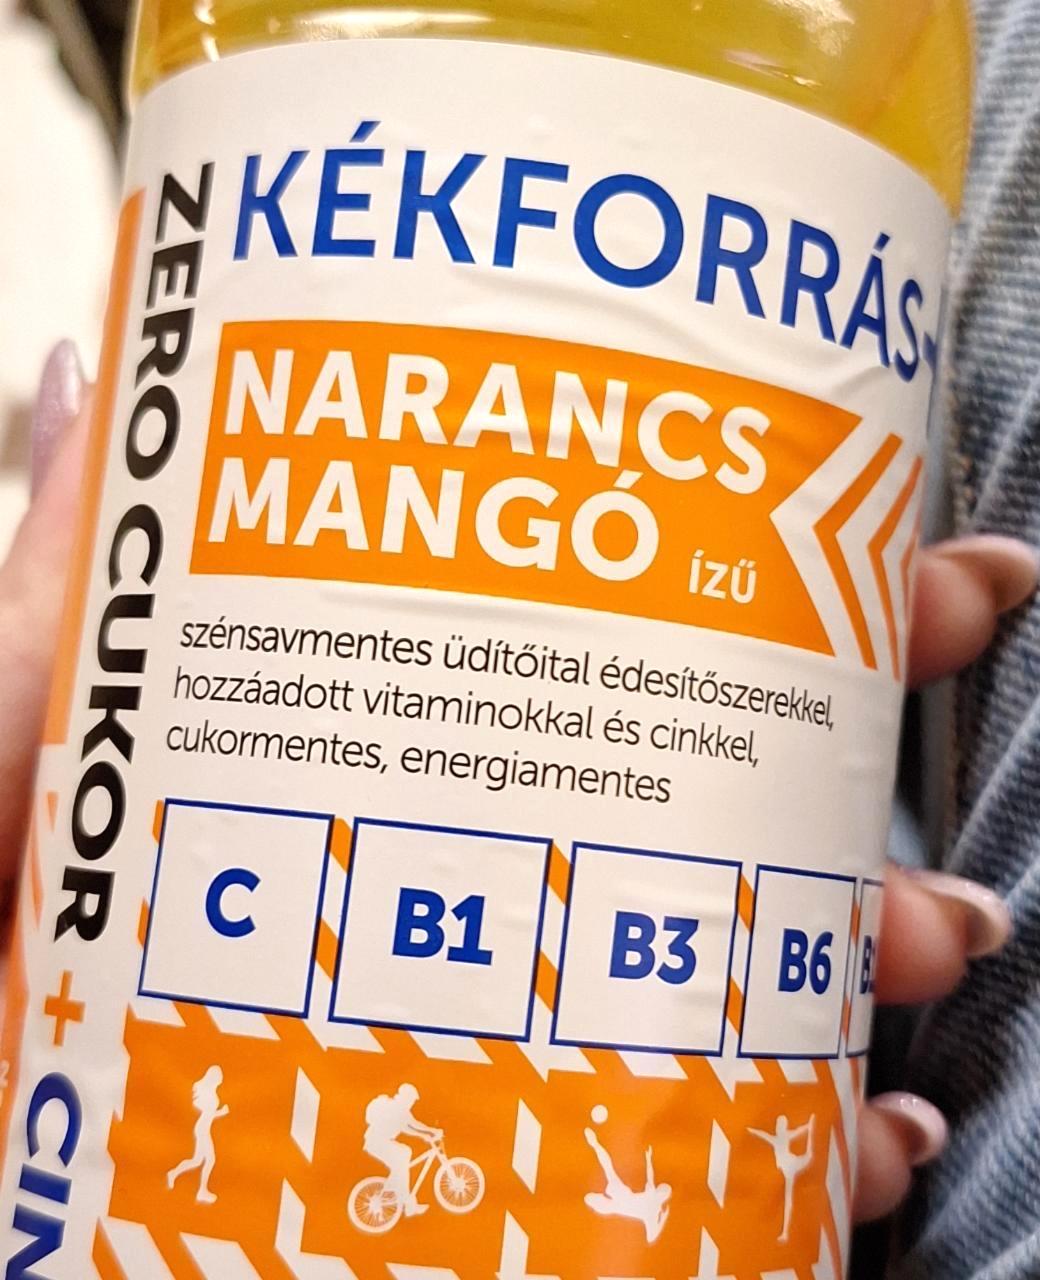 KÉKFORRÁS
NARANCS
MANGÓ
ÍZŰ
szénsavmentes üdítőital édesítőszerekkel,
hozzáadott vitaminokkal és cinkkel,
cukormentes, energiamentes
C B1 B3 B6
ZERO CUKOR +